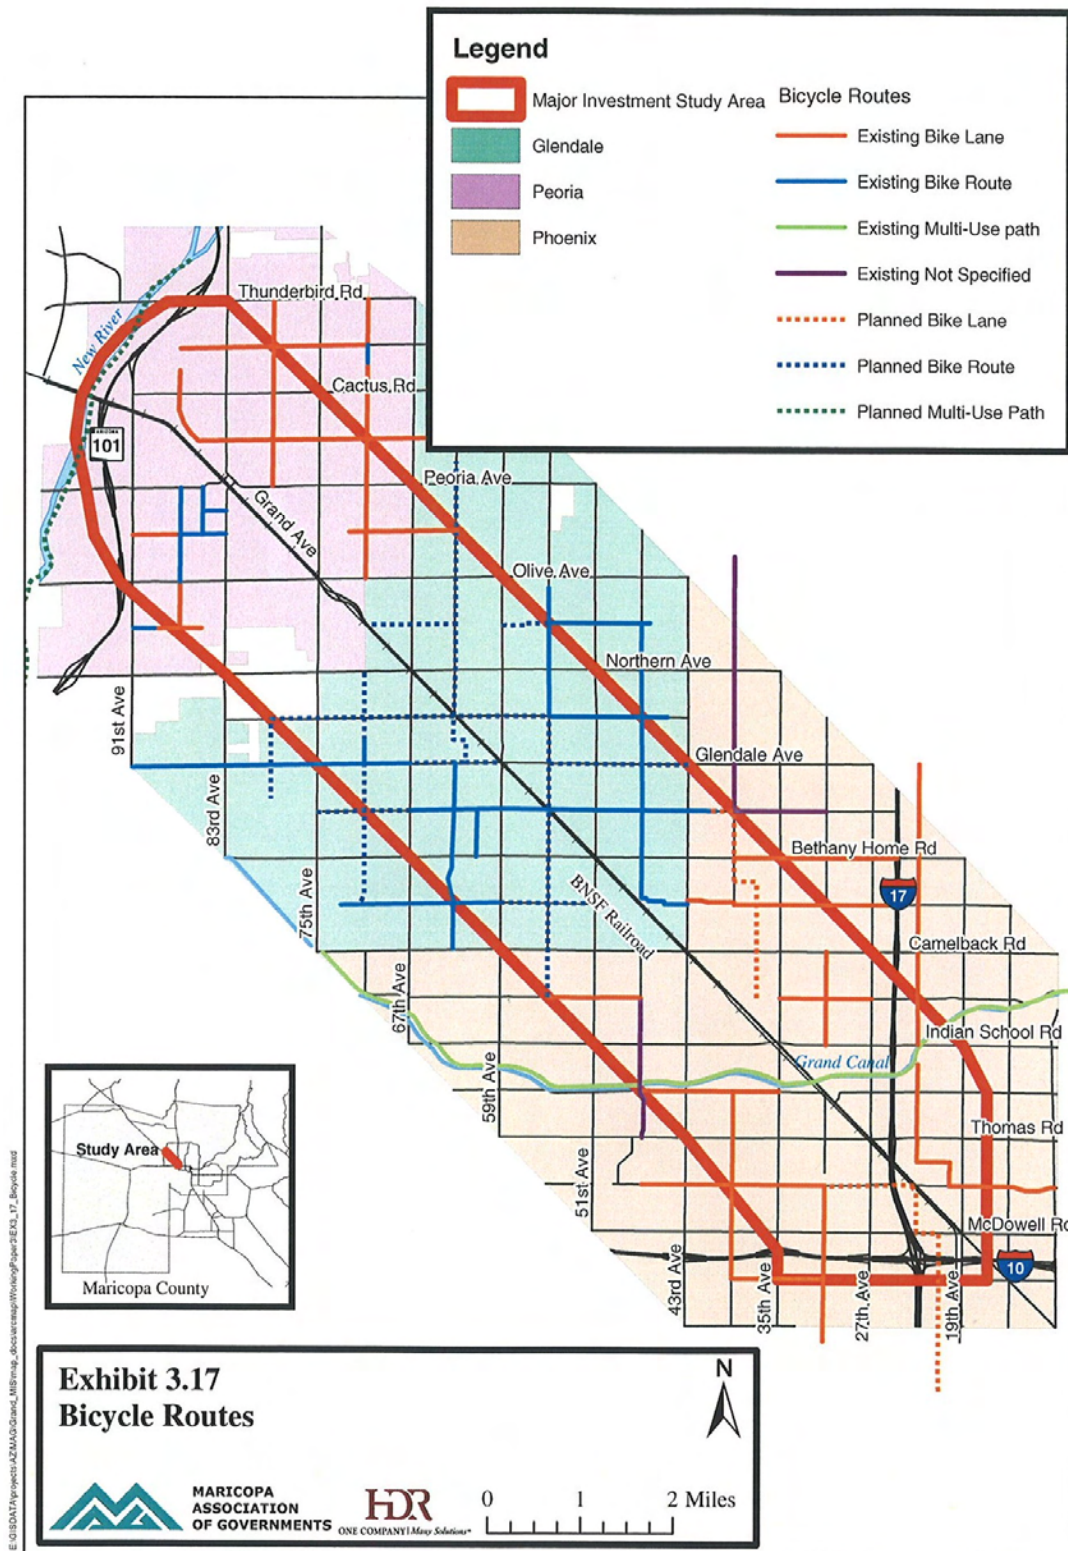 Legend
Major Investment Study Area
Glendale
Peoria
Phoenix
Bicycle Routes
Existing Bike Lane
Existing Bike Route
Existing Multi-Use path
Existing Not Specified
Planned Bike Lane
Planned Bike Route
Planned Multi-Use Path
Thunderbird Rd
New River
Cactus Rd
101
Peoria Ave
Grand Ave
Olive Ave
Northern Ave
91st Ave
Glendale Ave
83rd Ave
Bethany Home Rd
17
75th Ave
BNSF Railroad
Camelback Rd
67th Ave
Indian School Rd
Grand Canal
59th Ave
Thomas Rd
51st Ave
McDowell Rd
10
43rd Ave
35th Ave
27th Ave
19th Ave
Study Area
Maricopa County
Exhibit 3.17
Bicycle Routes
N
MARICOPA
ASSOCIATION
OF GOVERNMENTS
HDR
ONE COMPANY | Many Solutions
0 1 2 Miles